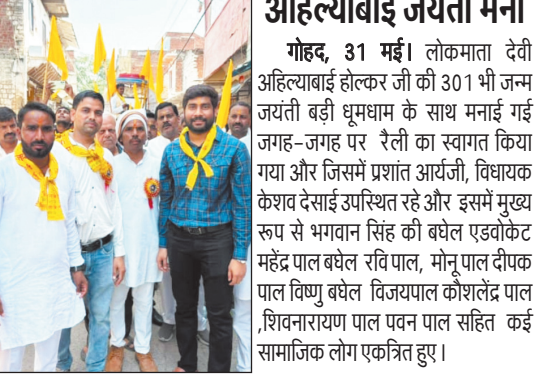 अहिल्याबाई जयंती मनी
गोहद, 31 मई। लोकमाता देवी
अहिल्याबाई होल्कर जी की 301 भी जन्म
जयंती बड़ी धूमधाम के साथ मनाई गई
जगह-जगह पर रैली का स्वागत किया
गया और जिसमें प्रशांत आर्यजी, विधायक
केशव देसाई उपस्थित रहे और इसमें मुख्य
रूप से भगवान सिंह की बघेल एडवोकेट
महेंद्र पाल बघेल रवि पाल, मोनू पाल दीपक
पाल विष्णु बघेल विजयपाल कौशलेंद्र पाल
,शिवनारायण पाल पवन पाल सहित कई
सामाजिक लोग एकत्रित हुए।